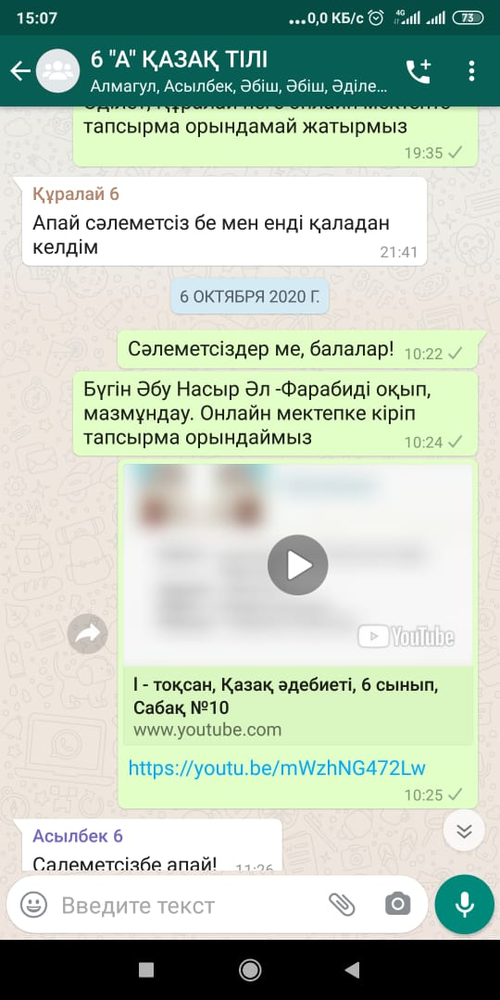 15:07
...0,0 КБ/с 4G 73
6 "А" ҚАЗАҚ ТІЛІ
Алмагул, Асылбек, Әбіш, Әбіш, Әділе...
тапсырма орындамай жатырмыз
19:35
Құралай 6
Апай сәлеметсіз бе мен енді қаладан
келдім
21:41
6 ОКТЯБРЯ 2020 Г.
Сәлеметсіздер ме, балалар!
10:22
Бүгін Әбу Насыр Әл -Фарабиді оқып,
мазмұндау. Онлайн мектепке кіріп
тапсырма орындаймыз
10:24
YouTube
I - тоқсан, Қазақ әдебиеті, 6 сынып,
Сабақ №10
www.youtube.com
https://youtu.be/mWzhNG472Lw
10:25
Асылбек 6
Салеметсізбе апай!
11:26
Введите текст